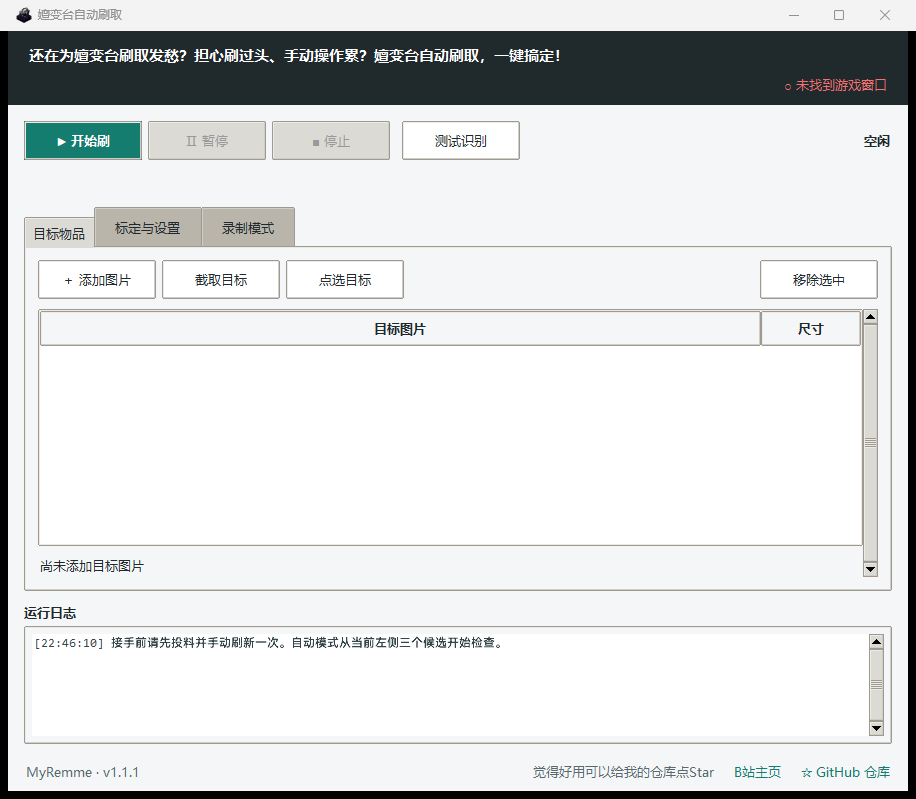 嬗变台自动刷取
还在为嬗变台刷取发愁？担心刷过头、手动操作累？嬗变台自动刷取，一键搞定！
○ 未找到游戏窗口
▶ 开始刷
Ⅱ 暂停
■ 停止
测试识别
空闲
目标物品
标定与设置
录制模式
+ 添加图片
截取目标
点选目标
移除选中
目标图片
尺寸
尚未添加目标图片
运行日志
[22:46:10] 接手前请先投料并手动刷新一次。自动模式从当前左侧三个候选开始检查。
MyRemme · v1.1.1
觉得好用可以给我的仓库点Star
B站主页
☆ GitHub 仓库